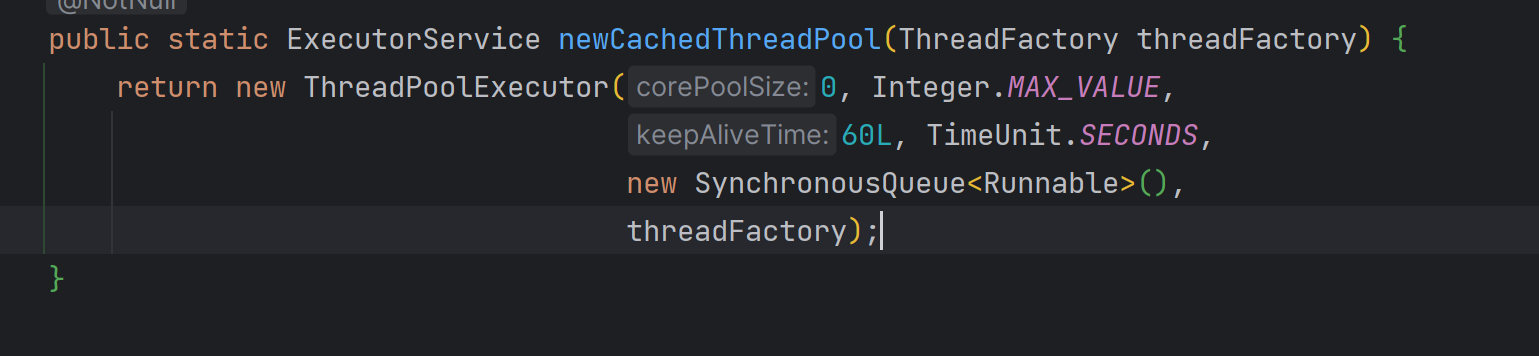 @NotNull
public static ExecutorService newCachedThreadPool(ThreadFactory threadFactory) {
return new ThreadPoolExecutor( corePoolSize: 0, Integer.MAX_VALUE,
keepAliveTime: 60L, TimeUnit.SECONDS,
new SynchronousQueue<Runnable>(),
threadFactory);
}